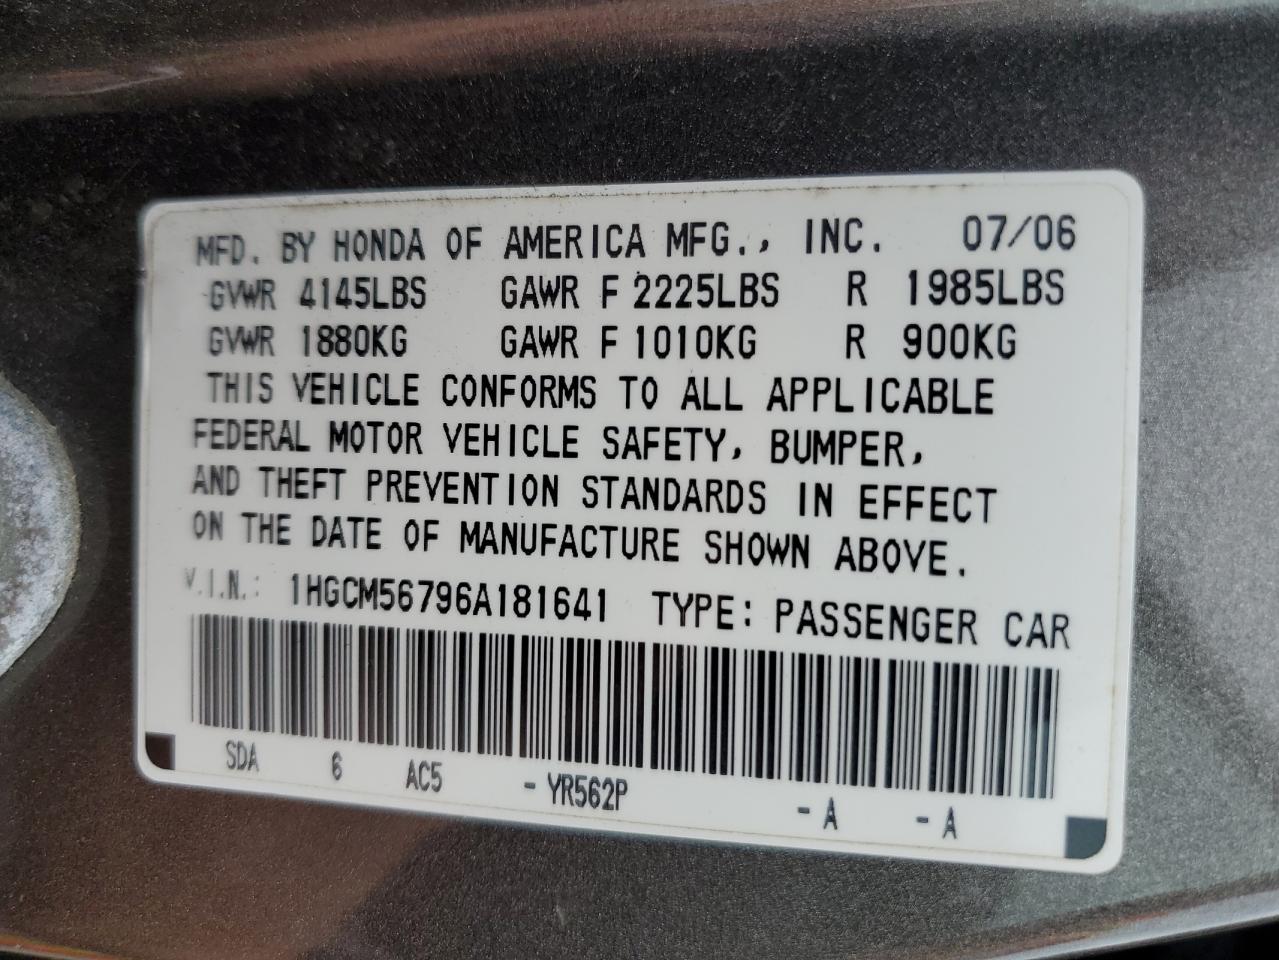 MFD. BY HONDA OF AMERICA MFG., INC. 07/06
GVWR 4145LBS GAWR F 2225LBS R 1985LBS
GVWR 1880KG GAWR F 1010KG R 900KG
THIS VEHICLE CONFORMS TO ALL APPLICABLE
FEDERAL MOTOR VEHICLE SAFETY, BUMPER,
AND THEFT PREVENTION STANDARDS IN EFFECT
ON THE DATE OF MANUFACTURE SHOWN ABOVE.
V.I.N.: 1HGCM56796A181641 TYPE: PASSENGER CAR
SDA 6 AC5 - YR562P - A - A